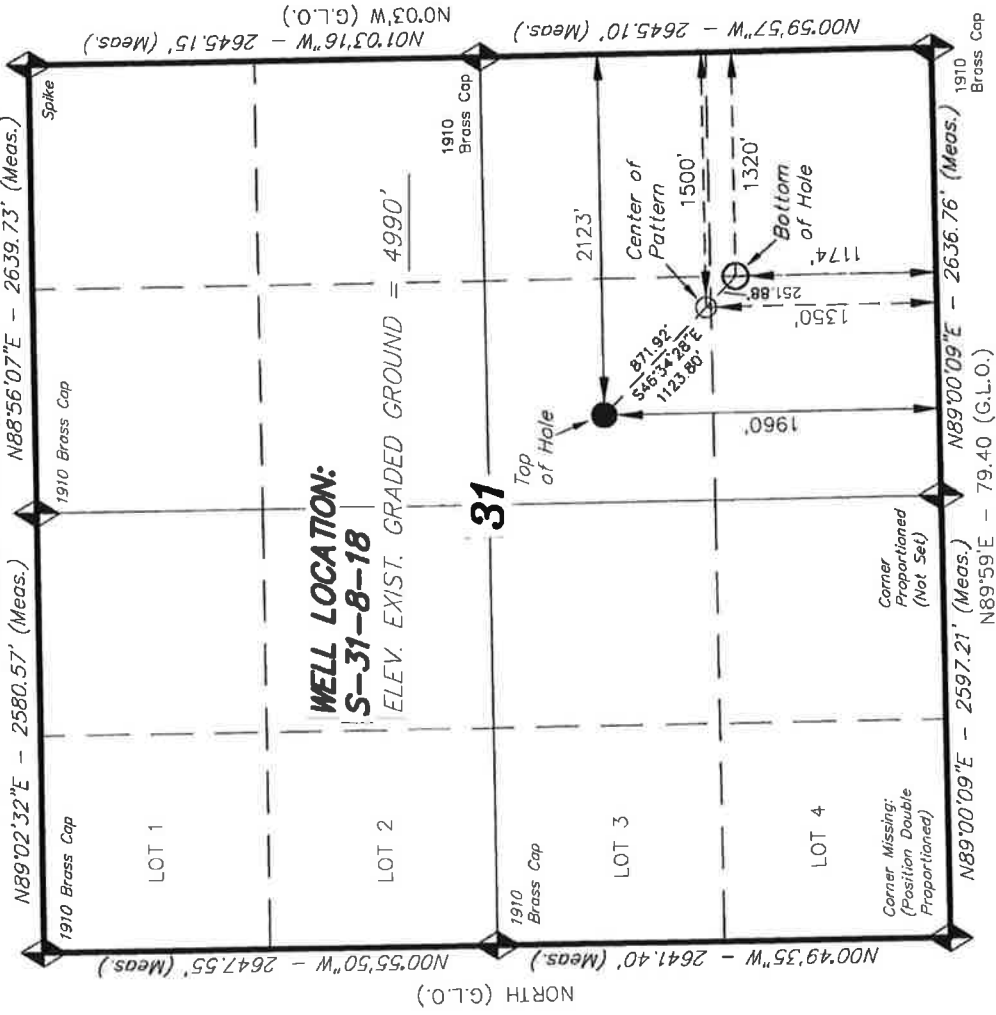 N89°02'32"E - 2580.57' (Meas.)
N88°56'07"E - 2639.73' (Meas.)
1910 Brass Cap
1910 Brass Cap
Spike
N00°55'50"W - 2647.55' (Meas.)
N01°03'16"W - 2645.15' (Meas.)
N0°03'W (G.L.O.)
LOT 1
WELL LOCATION:
S-31-8-18
ELEV. EXIST. GRADED GROUND = 4990'
LOT 2
1910
Brass Cap
NORTH (G.L.O.)
31
1910
Brass Cap
N00°49'35"W - 2641.40' (Meas.)
N00°59'57"W - 2645.10' (Meas.)
Top
of Hole
2123'
LOT 3
Center of
Pattern
1500'
871.92'
S46°34'28"E
1123.80'
1320'
Bottom
of Hole
251.88'
1960'
1350'
1174'
LOT 4
Corner Missing:
(Position Double
Proportioned)
Corner
Proportioned
(Not Set)
1910
Brass Cap
N89°00'09"E - 2597.21' (Meas.)
N89°00'09"E - 2636.76' (Meas.)
N89°59'E - 79.40 (G.L.O.)